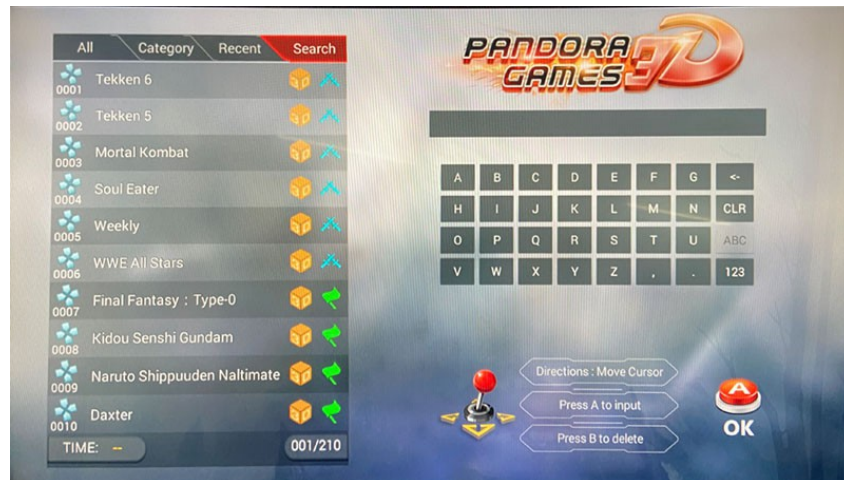 All Category Recent Search
0001 Tekken 6
0002 Tekken 5
0003 Mortal Kombat
0004 Soul Eater
0005 Weekly
0006 WWE All Stars
0007 Final Fantasy : Type-0
0008 Kidou Senshi Gundam
0009 Naruto Shippuuden Naltimate
0010 Daxter
TIME: -- 001/210
PANDORA
GAMES 3D
A B C D E F G <-
H I J K L M N CLR
O P Q R S T U ABC
V W X Y Z , . 123
Directions : Move Cursor
Press A to input
Press B to delete
A
OK